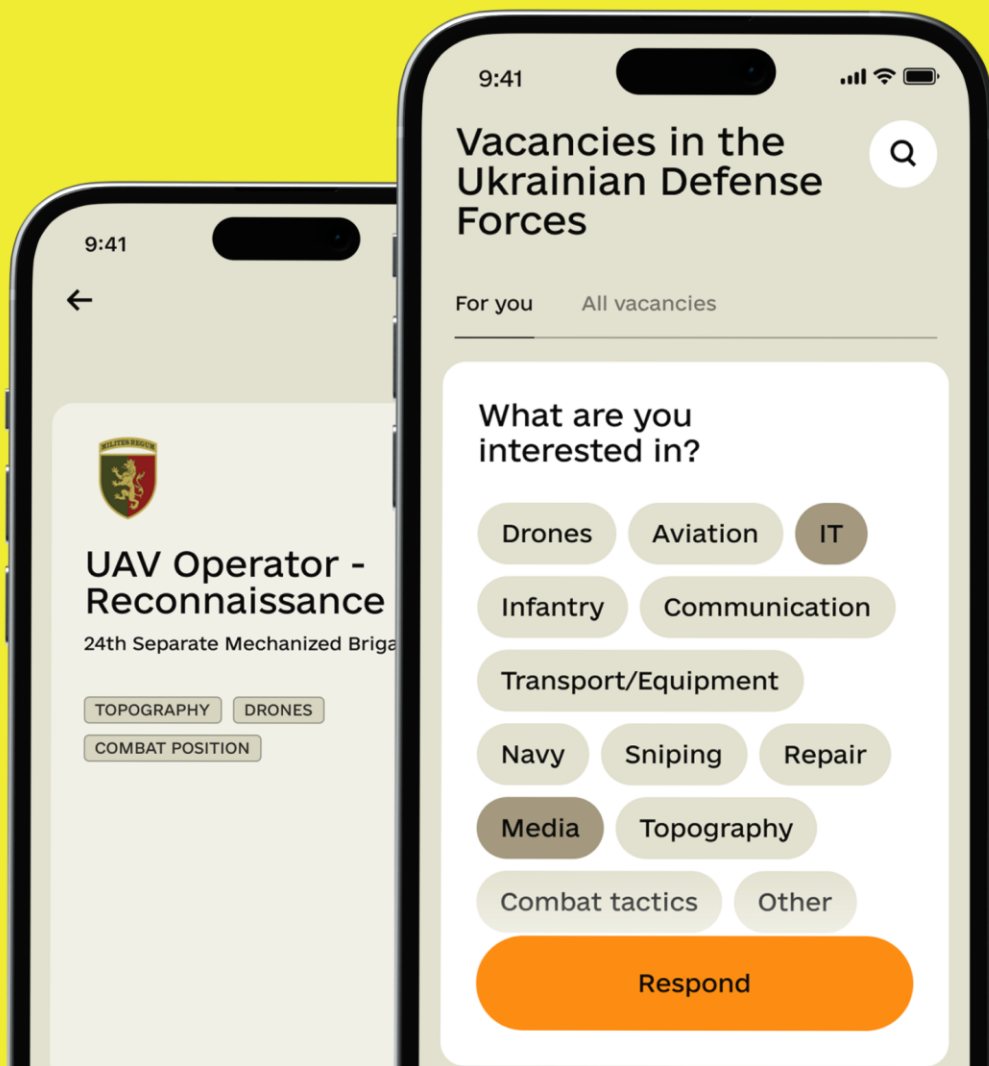 9:41
Vacancies in the
Ukrainian Defense
Forces
For you All vacancies
What are you
interested in?
Drones Aviation IT
Infantry Communication
Transport/Equipment
Navy Sniping Repair
Media Topography
Combat tactics Other
Respond
9:41
MILITES REGUM
UAV Operator -
Reconnaissance
24th Separate Mechanized Briga
TOPOGRAPHY DRONES
COMBAT POSITION